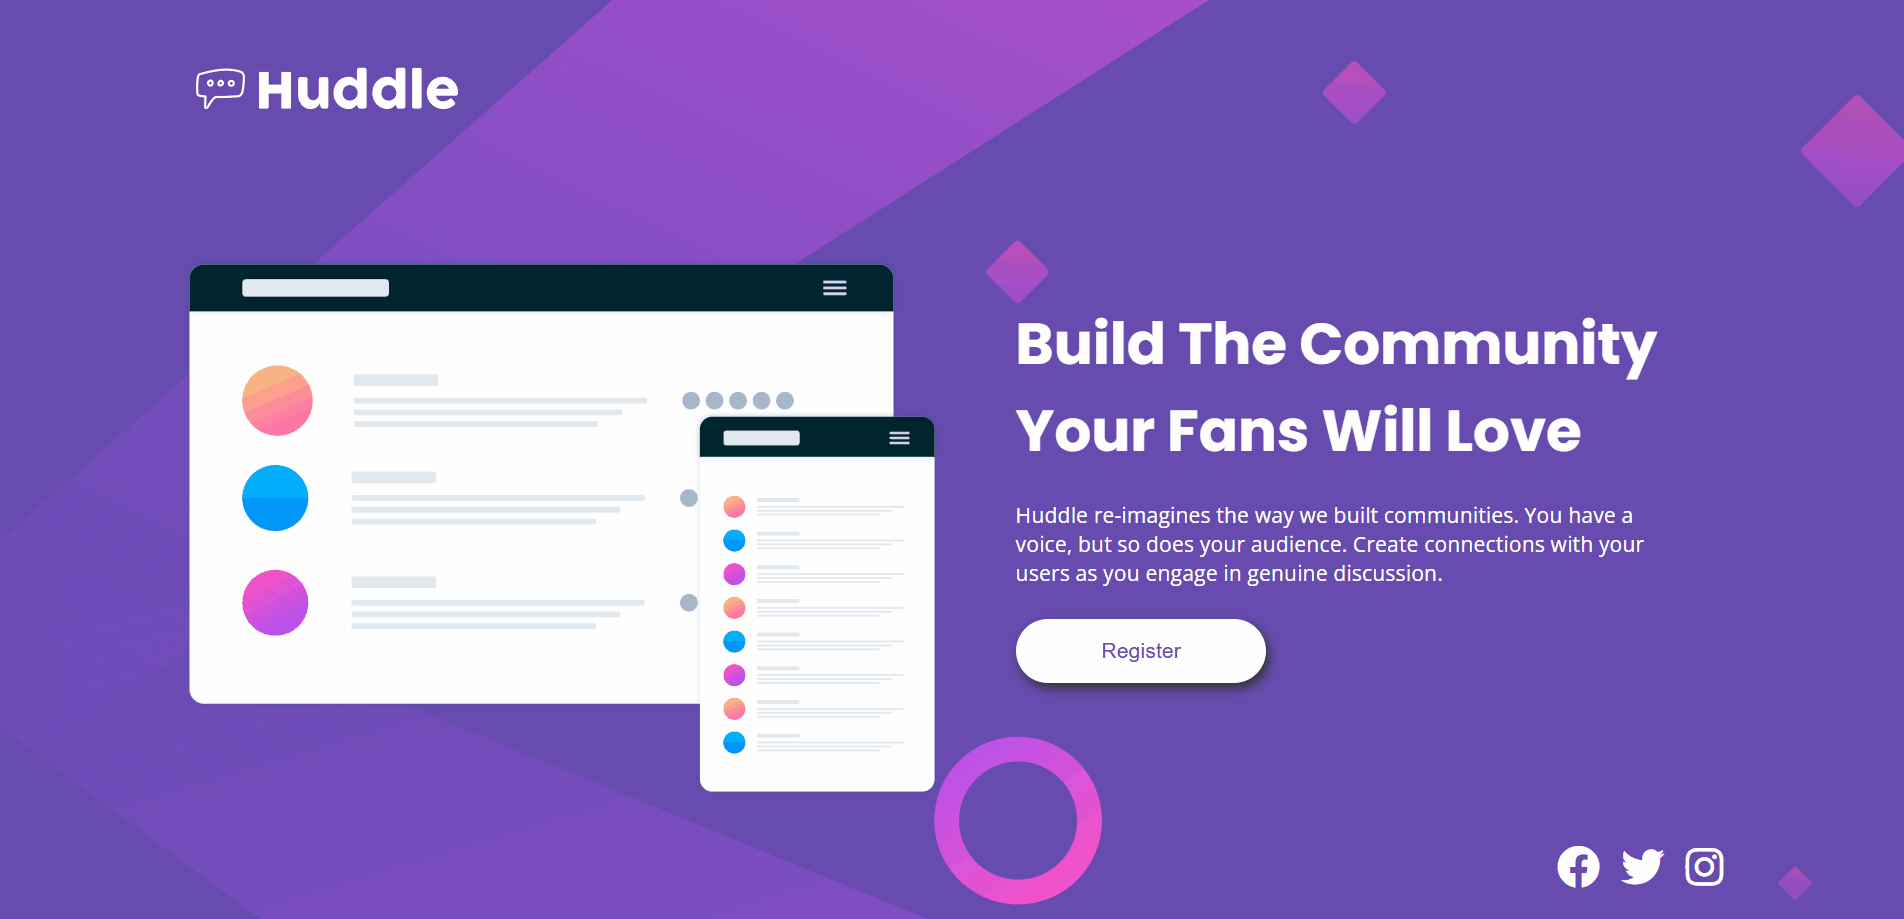 Huddle
Build The Community
Your Fans Will Love
Huddle re-imagines the way we built communities. You have a
voice, but so does your audience. Create connections with your
users as you engage in genuine discussion.
Register